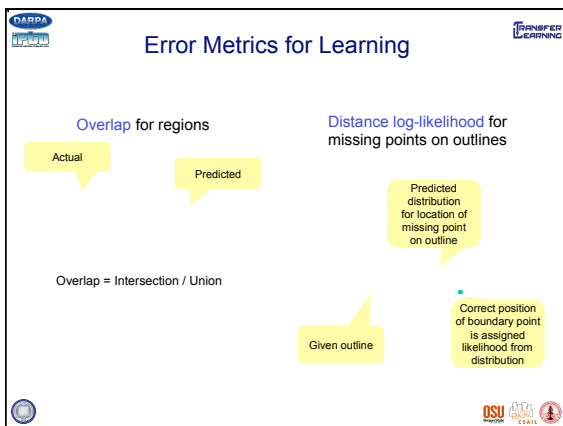 DARPA
IPTO
TRANSFER
LEARNING
Error Metrics for Learning
Overlap for regions
Actual
Predicted
Overlap = Intersection / Union
Distance log-likelihood for
missing points on outlines
Predicted
distribution
for location of
missing point
on outline
Given outline
Correct position
of boundary point
is assigned
likelihood from
distribution
OSU
Oregon State
CSAIL